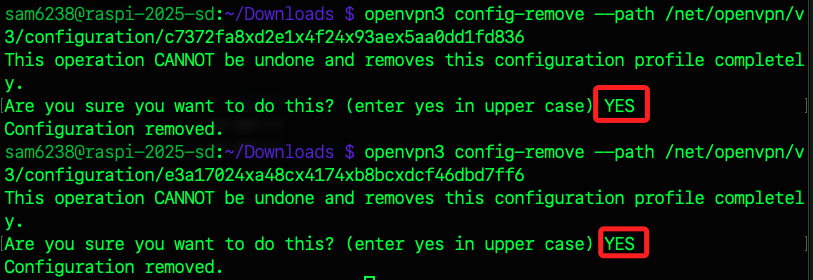 sam6238@raspi-2025-sd:~/Downloads $ openvpn3 config-remove --path /net/openvpn/v
3/configuration/c7372fa8xd2e1x4f24x93aex5aa0dd1fd836
This operation CANNOT be undone and removes this configuration profile completel
y.
Are you sure you want to do this? (enter yes in upper case) YES
Configuration removed.
sam6238@raspi-2025-sd:~/Downloads $ openvpn3 config-remove --path /net/openvpn/v
3/configuration/e3a17024xa48cx4174xb8bcxdcf46dbd7ff6
This operation CANNOT be undone and removes this configuration profile completel
y.
Are you sure you want to do this? (enter yes in upper case) YES
Configuration removed.